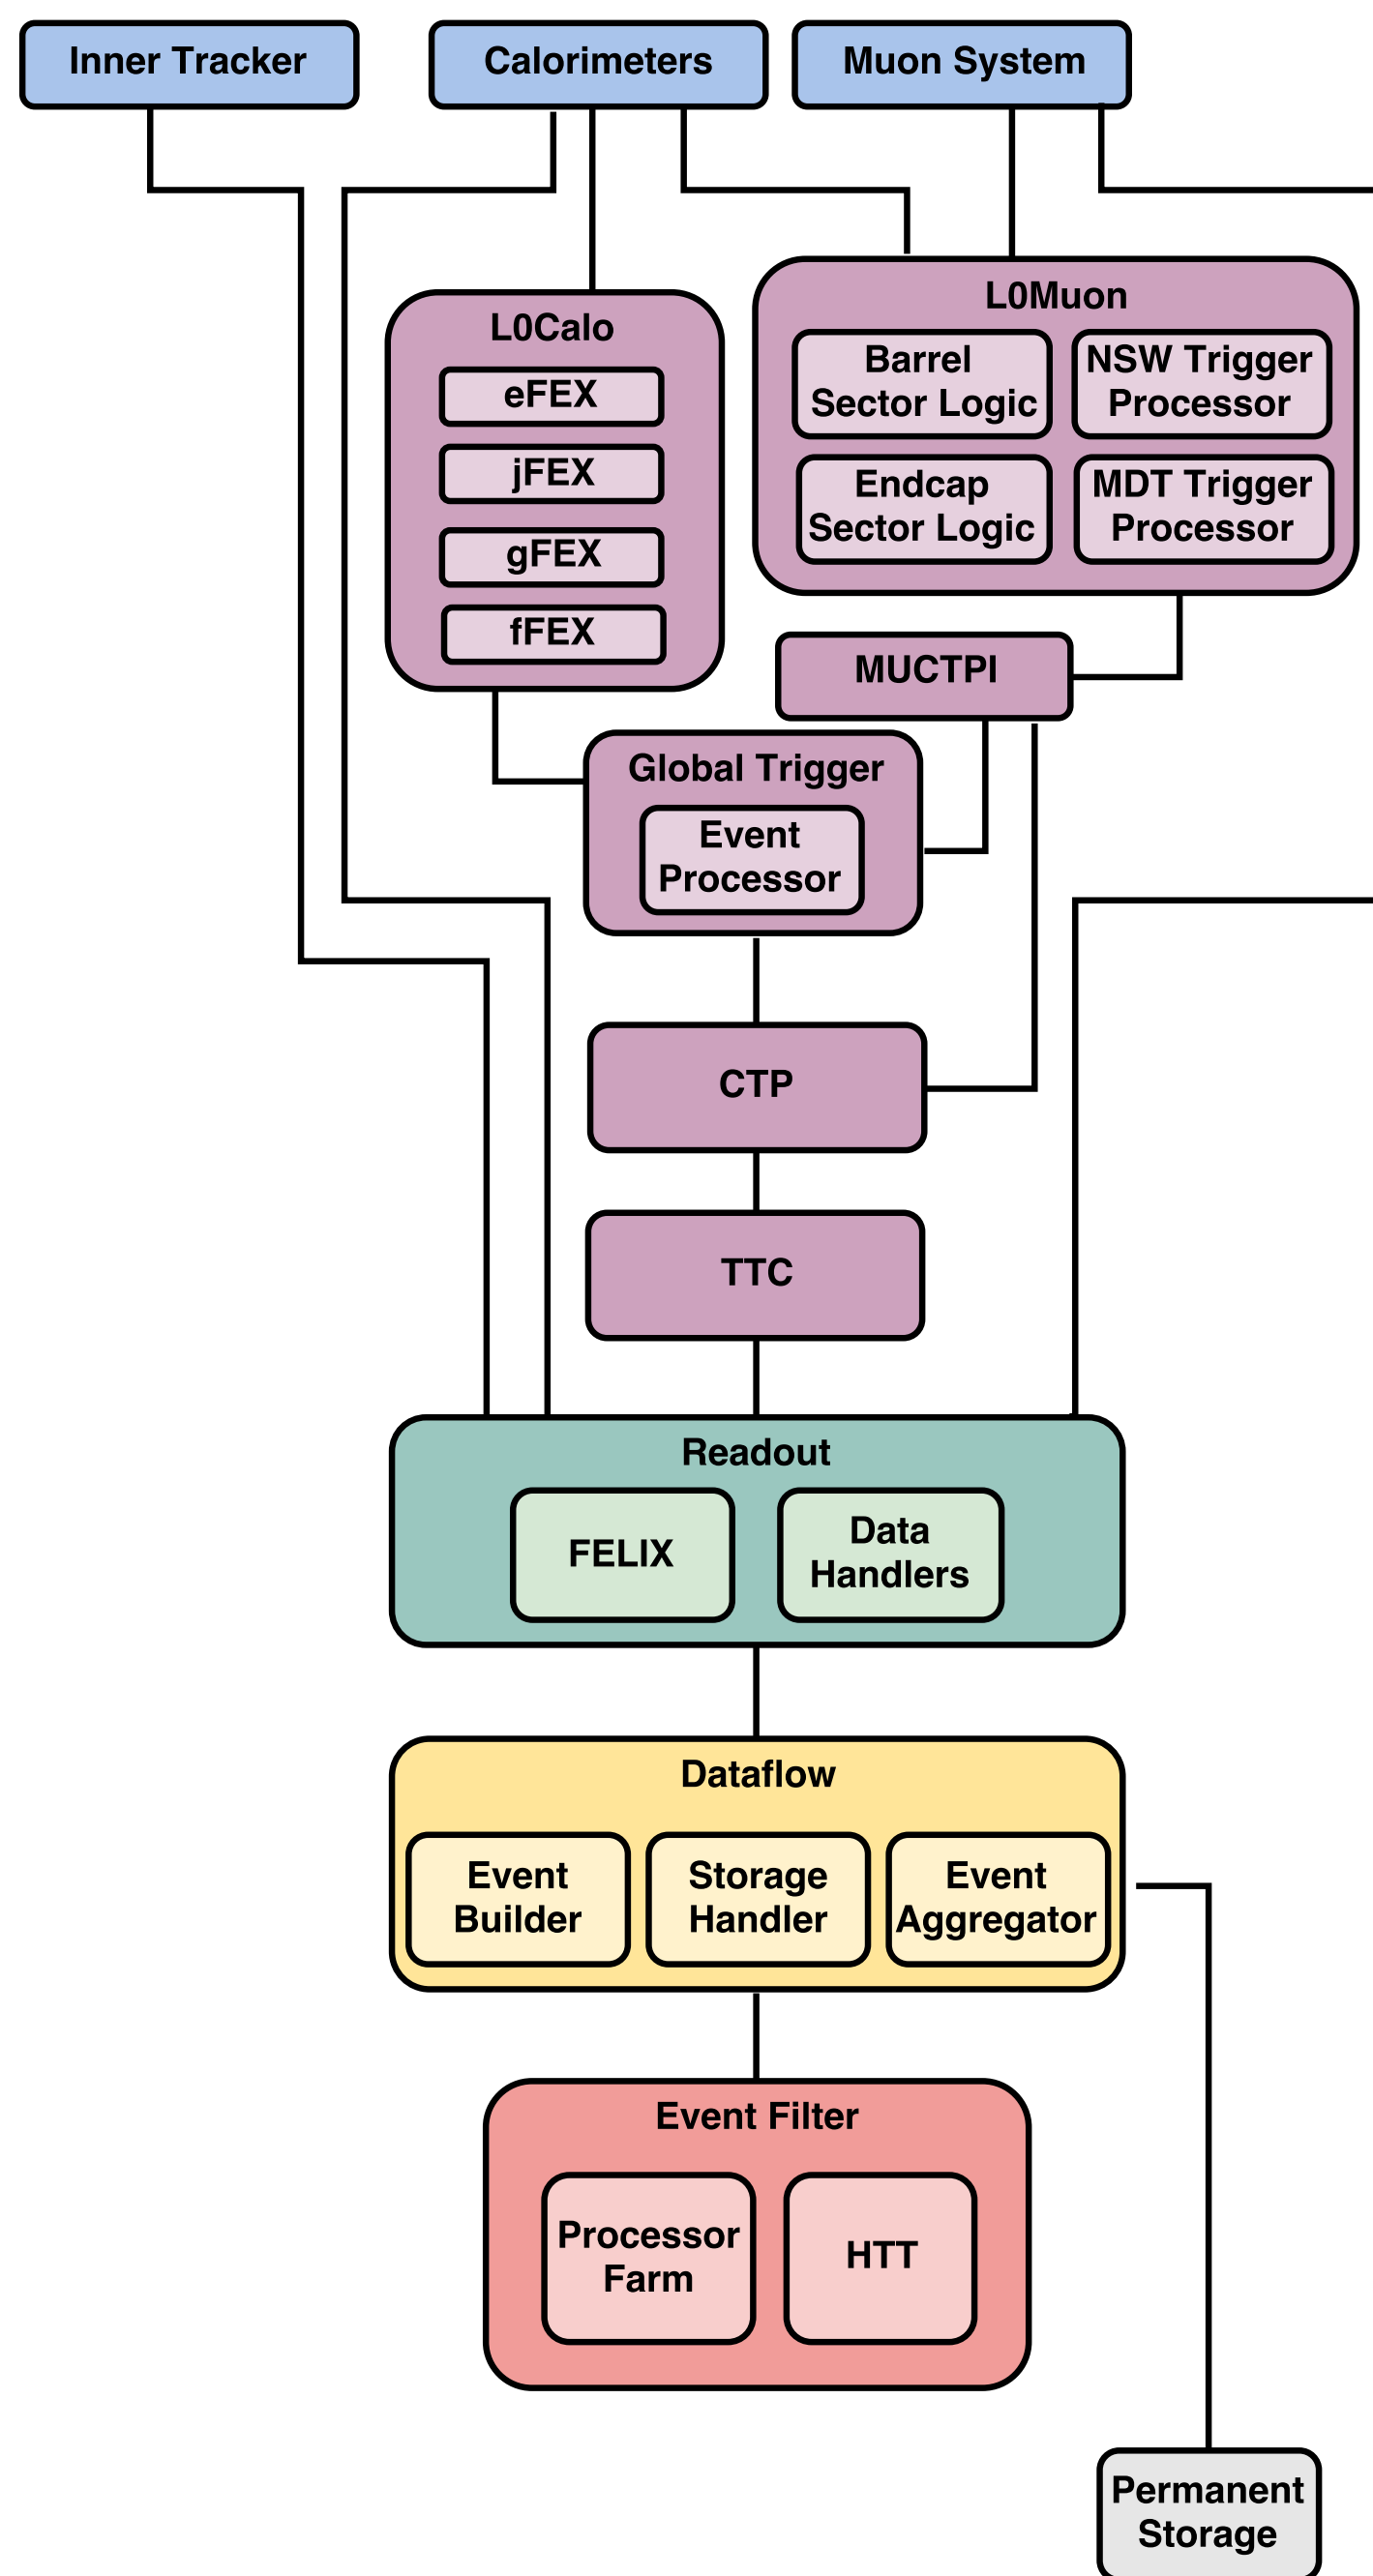 Inner Tracker
Calorimeters
Muon System
L0Calo
eFEX
jFEX
gFEX
fFEX
L0Muon
Barrel
Sector Logic
NSW Trigger
Processor
Endcap
Sector Logic
MDT Trigger
Processor
MUCTPI
Global Trigger
Event
Processor
CTP
TTC
Readout
FELIX
Data
Handlers
Dataflow
Event
Builder
Storage
Handler
Event
Aggregator
Event Filter
Processor
Farm
HTT
Permanent
Storage